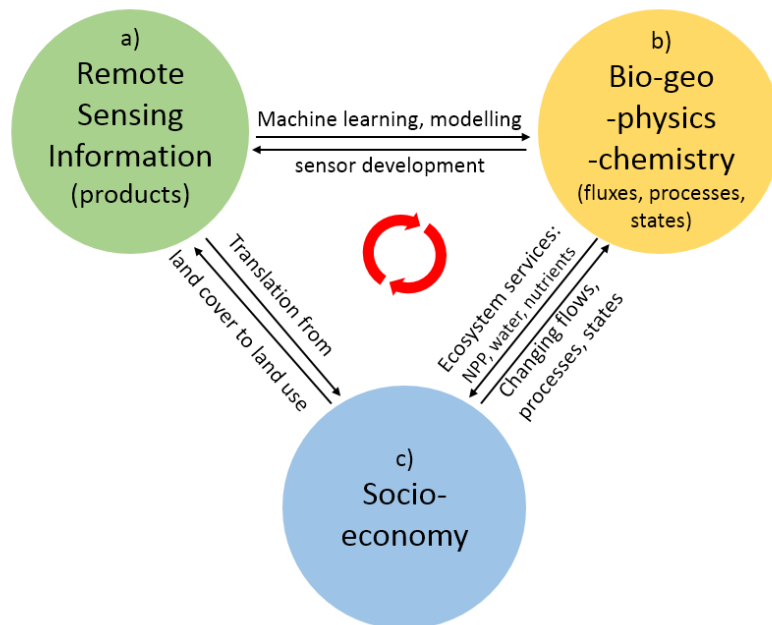 a)
Remote
Sensing
Information
(products)
b)
Bio-geo
-physics
-chemistry
(fluxes, processes,
states)
Machine learning, modelling
sensor development
Translation from
land cover to land use
Ecosystem services:
NPP, water, nutrients
Changing flows,
processes, states
c)
Socio-
economy